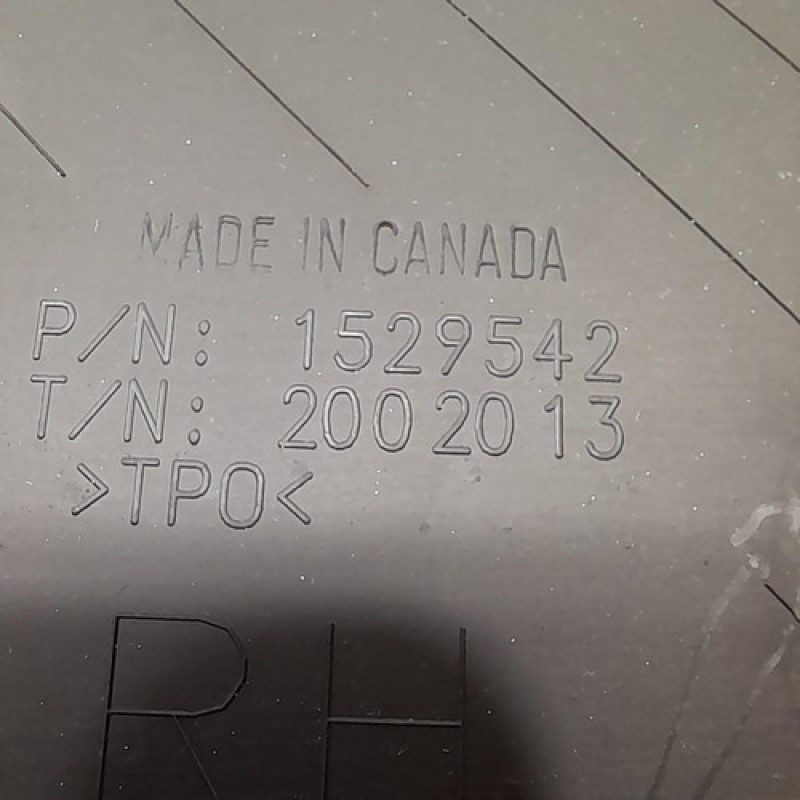 MADE IN CANADA
P/N: 1529542
T/N: 2002013
>TPO<
RH